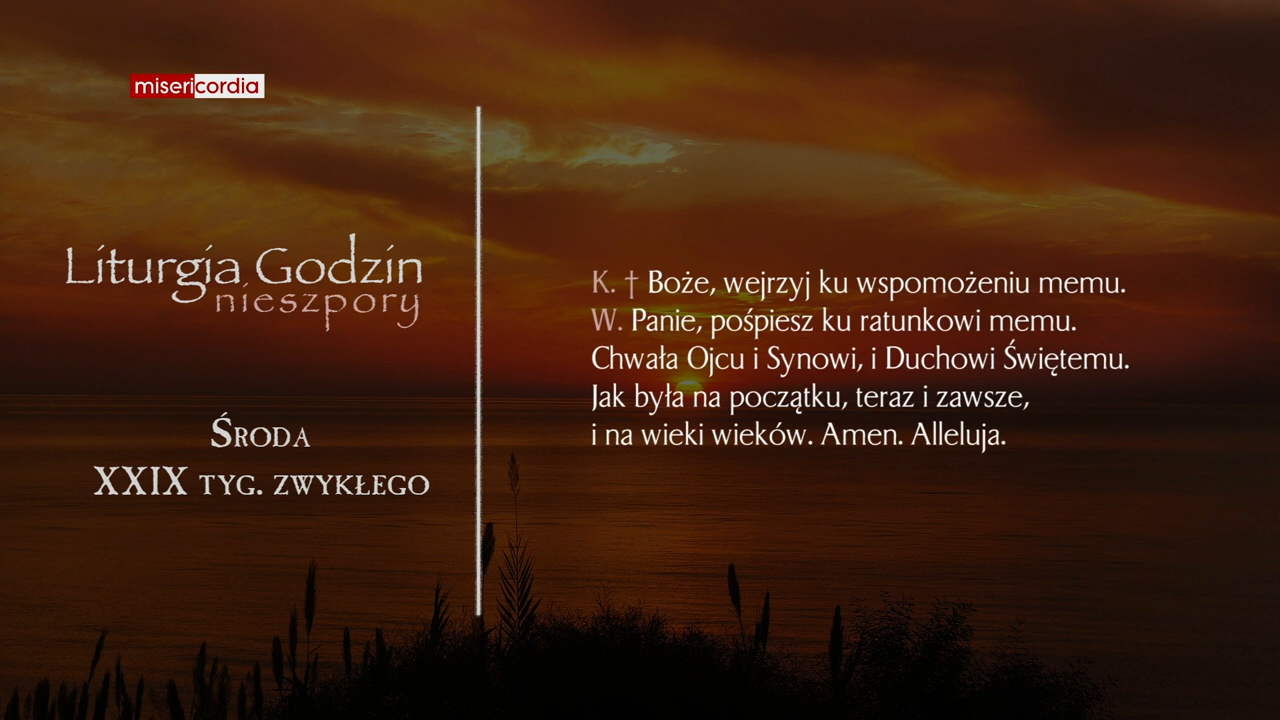 misericordia
Liturgia Godzin
nieszpory
Środa
XXIX tyg. zwykłego
K. † Boże, wejrzyj ku wspomożeniu memu.
W. Panie, pośpiesz ku ratunkowi memu.
Chwała Ojcu i Synowi, i Duchowi Świętemu.
Jak była na początku, teraz i zawsze,
i na wieki wieków. Amen. Alleluja.